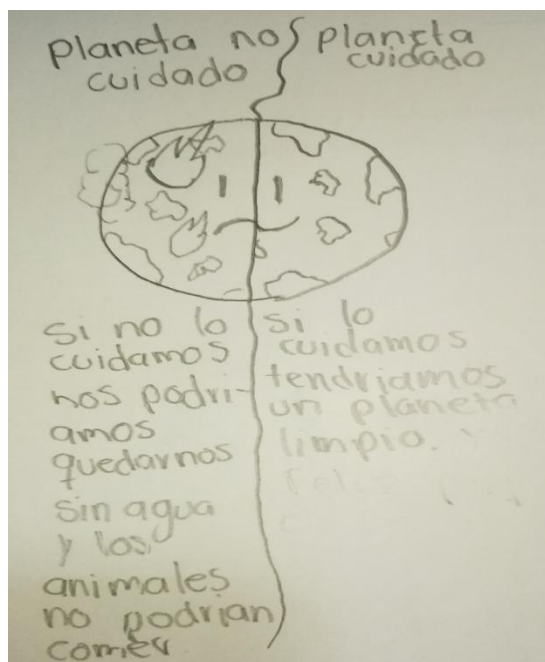 planeta no
cuidado
planeta
cuidado
si no lo
cuidamos
nos podri-
amos
quedarnos
sin agua
y los
animales
no podrian
comer
si lo
cuidamos
tendriamos
un planeta
limpio.